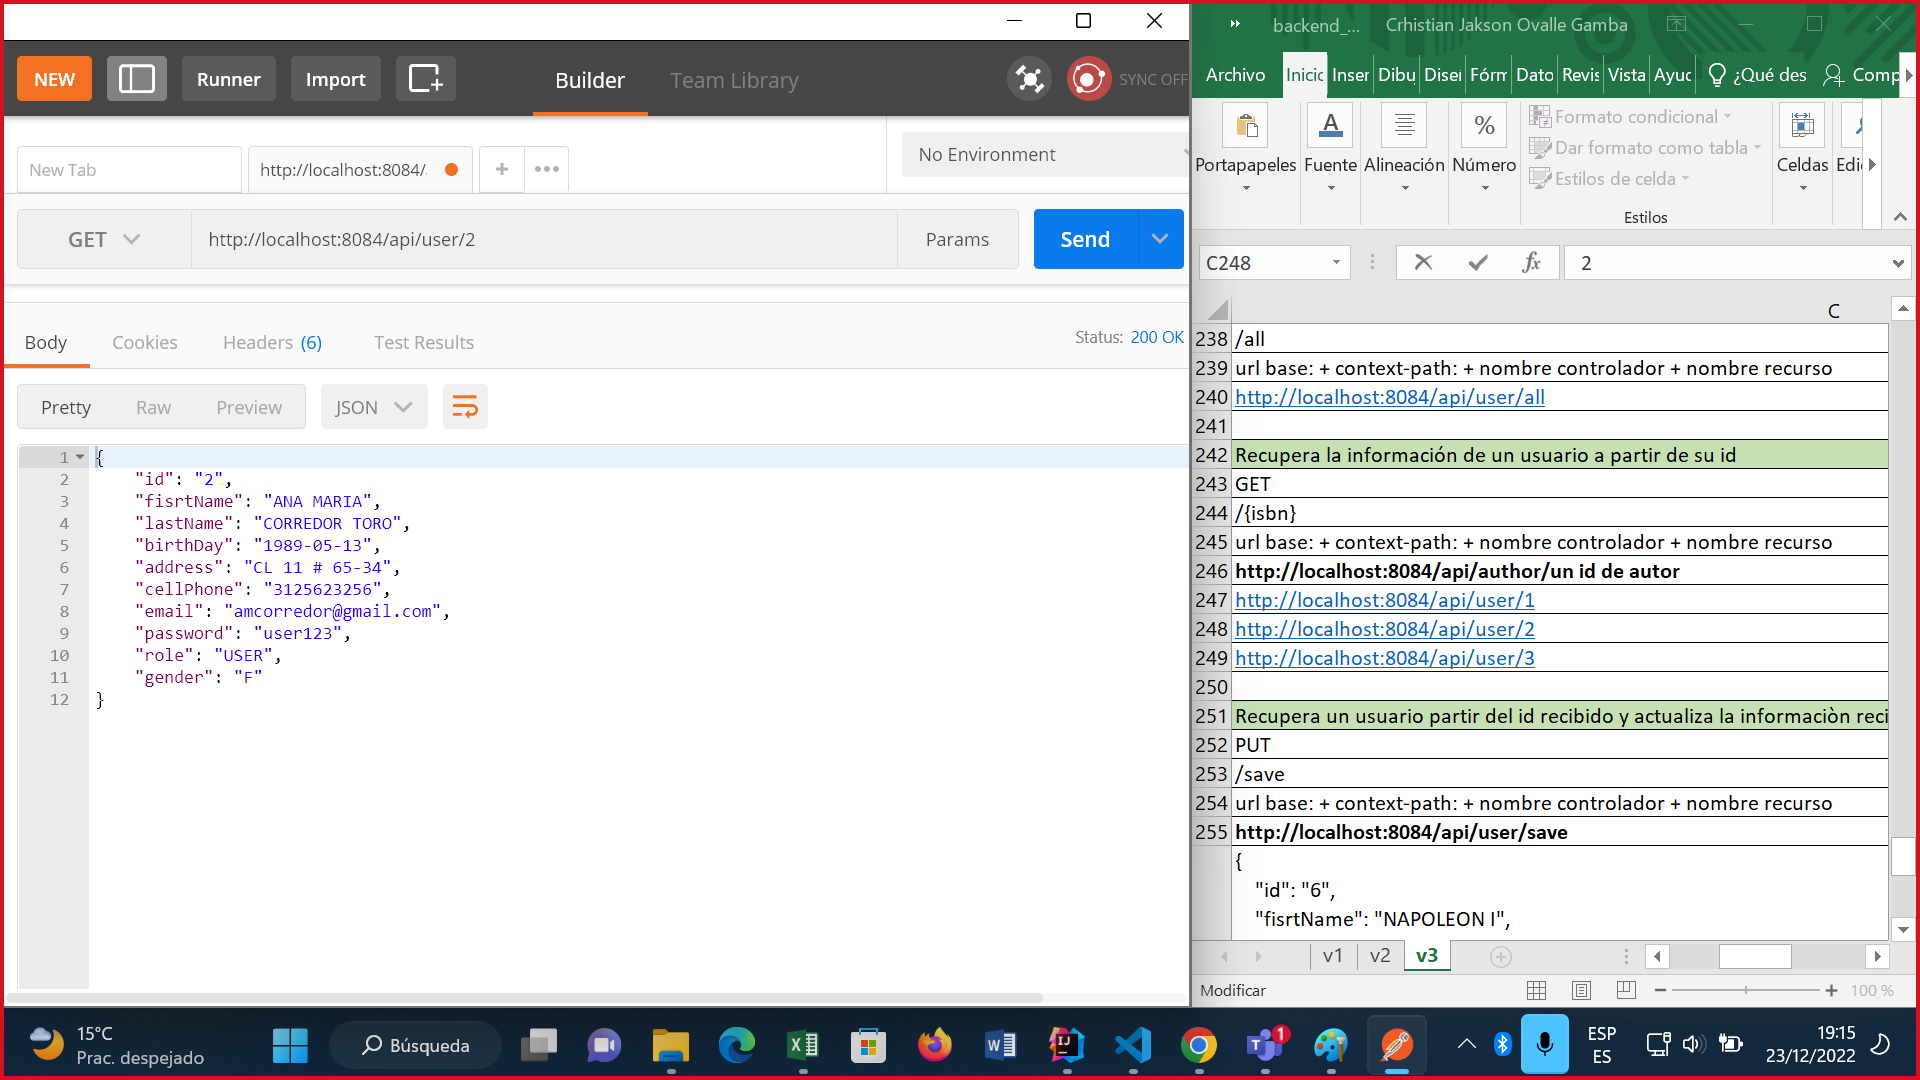 NEW
Runner
Import
Builder
Team Library
SYNC OFF
New Tab
http://localhost:8084/
+
•••
No Environment
GET
http://localhost:8084/api/user/2
Params
Send
Body
Cookies
Headers (6)
Test Results
Status: 200 OK
Pretty
Raw
Preview
JSON
1 {
2 "id": "2",
3 "fisrtName": "ANA MARIA",
4 "lastName": "CORREDOR TORO",
5 "birthDay": "1989-05-13",
6 "address": "CL 11 # 65-34",
7 "cellPhone": "3125623256",
8 "email": "amcorredor@gmail.com",
9 "password": "user123",
10 "role": "USER",
11 "gender": "F"
12 }
backend_... Crhistian Jakson Ovalle Gamba
Archivo Inicio Inser Dibu Disei Fórm Dato Revis Vista Ayuc ¿Qué des Comp
Portapapeles
Fuente
Alineación
%
Número
Formato condicional
Dar formato como tabla
Estilos de celda
Estilos
Celdas
Edi
C248
fx
2
C
238 /all
239 url base: + context-path: + nombre controlador + nombre recurso
240 http://localhost:8084/api/user/all
241
242 Recupera la información de un usuario a partir de su id
243 GET
244 /{isbn}
245 url base: + context-path: + nombre controlador + nombre recurso
246 http://localhost:8084/api/author/un id de autor
247 http://localhost:8084/api/user/1
248 http://localhost:8084/api/user/2
249 http://localhost:8084/api/user/3
250
251 Recupera un usuario partir del id recibido y actualiza la informaciòn reci
252 PUT
253 /save
254 url base: + context-path: + nombre controlador + nombre recurso
255 http://localhost:8084/api/user/save
{
"id": "6",
"fisrtName": "NAPOLEON I",
v1 v2 v3
Modificar
100 %
15°C
Prac. despejado
Búsqueda
1
ESP
ES
19:15
23/12/2022